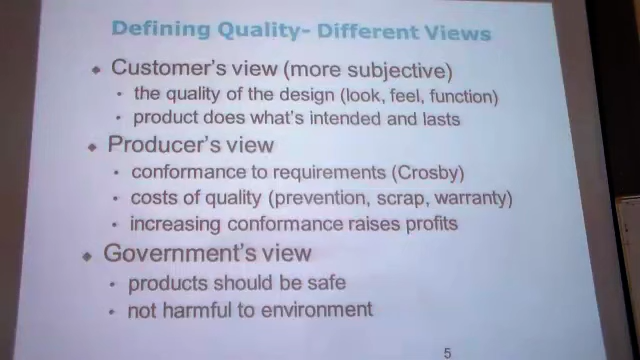 Defining Quality- Different Views
⬥ Customer's view (more subjective)
• the quality of the design (look, feel, function)
• product does what's intended and lasts
⬥ Producer's view
• conformance to requirements (Crosby)
• costs of quality (prevention, scrap, warranty)
• increasing conformance raises profits
⬥ Government's view
• products should be safe
• not harmful to environment
5